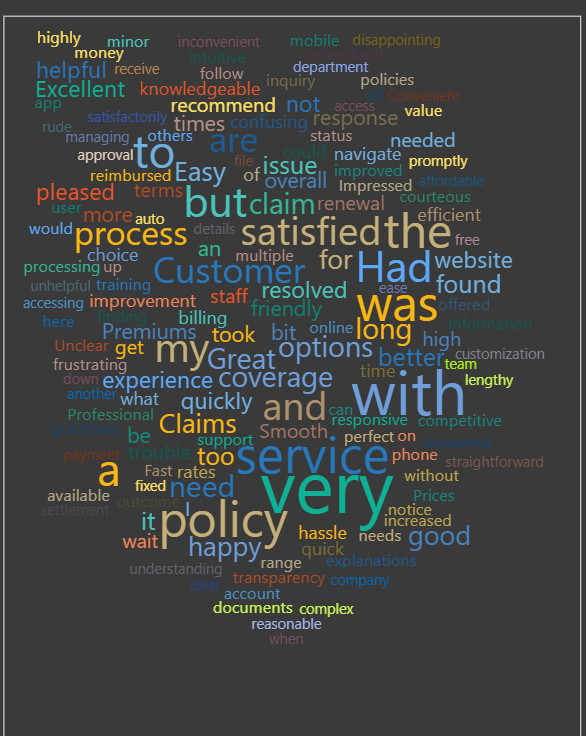 highly minor inconvenient mobile disappointing
money intuitive understand
helpful receive follow department
Excellent knowledgeable inquiry policies
app recommend not access all Convenient value
rude satisfactorily times confusing response
managing others to are could status needed
approval file issue navigate improved promptly
reimbursed Easy of overall Impressed affordable
pleased terms but claim renewal courteous
user more auto efficient
would process details satisfied the free
choice an multiple for Had website
processing up Customer ease found
unhelpful training resolved
accessing improvement staff friendly was offered
here finding billing online long information
Premiums took bit high
Unclear get my Great options better customization
frustrating time team
down experience coverage with lengthy
another what quickly
Professional and can responsive competitive
Claims Smooth perfect on answered
be support service phone
payment trouble too straightforward
a Fast rates without
available fixed need very Prices
settlement outcome I notice
it policy increased
wait happy hassle needs good
quick
understanding range explanations
clear transparency company
account
documents complex
reasonable
when